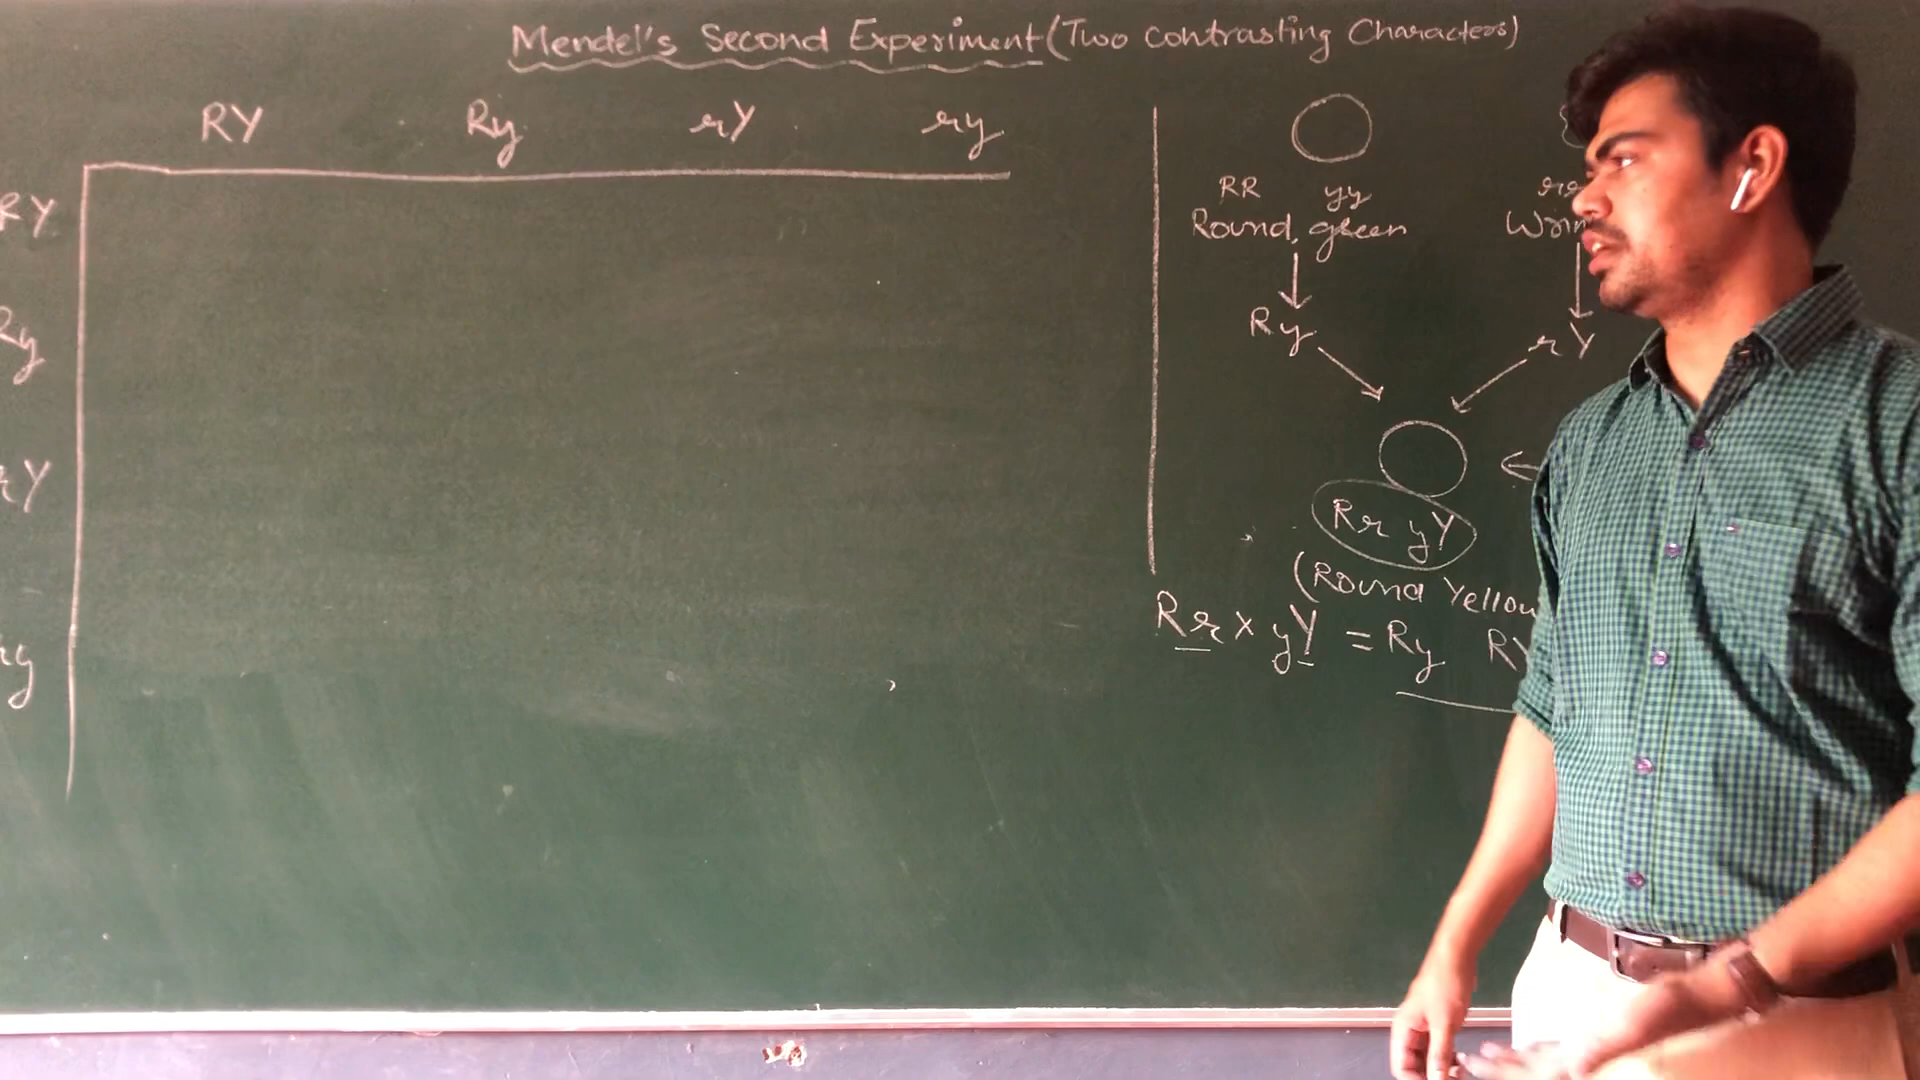 Mendel's Second Experiment (Two contrasting Characters)
RY Ry rY ry
RY
Ry
rY
ry
RR yy
Round, green
Ry
rY
Rr yY
(Round Yellow
Rr x yY = Ry RY